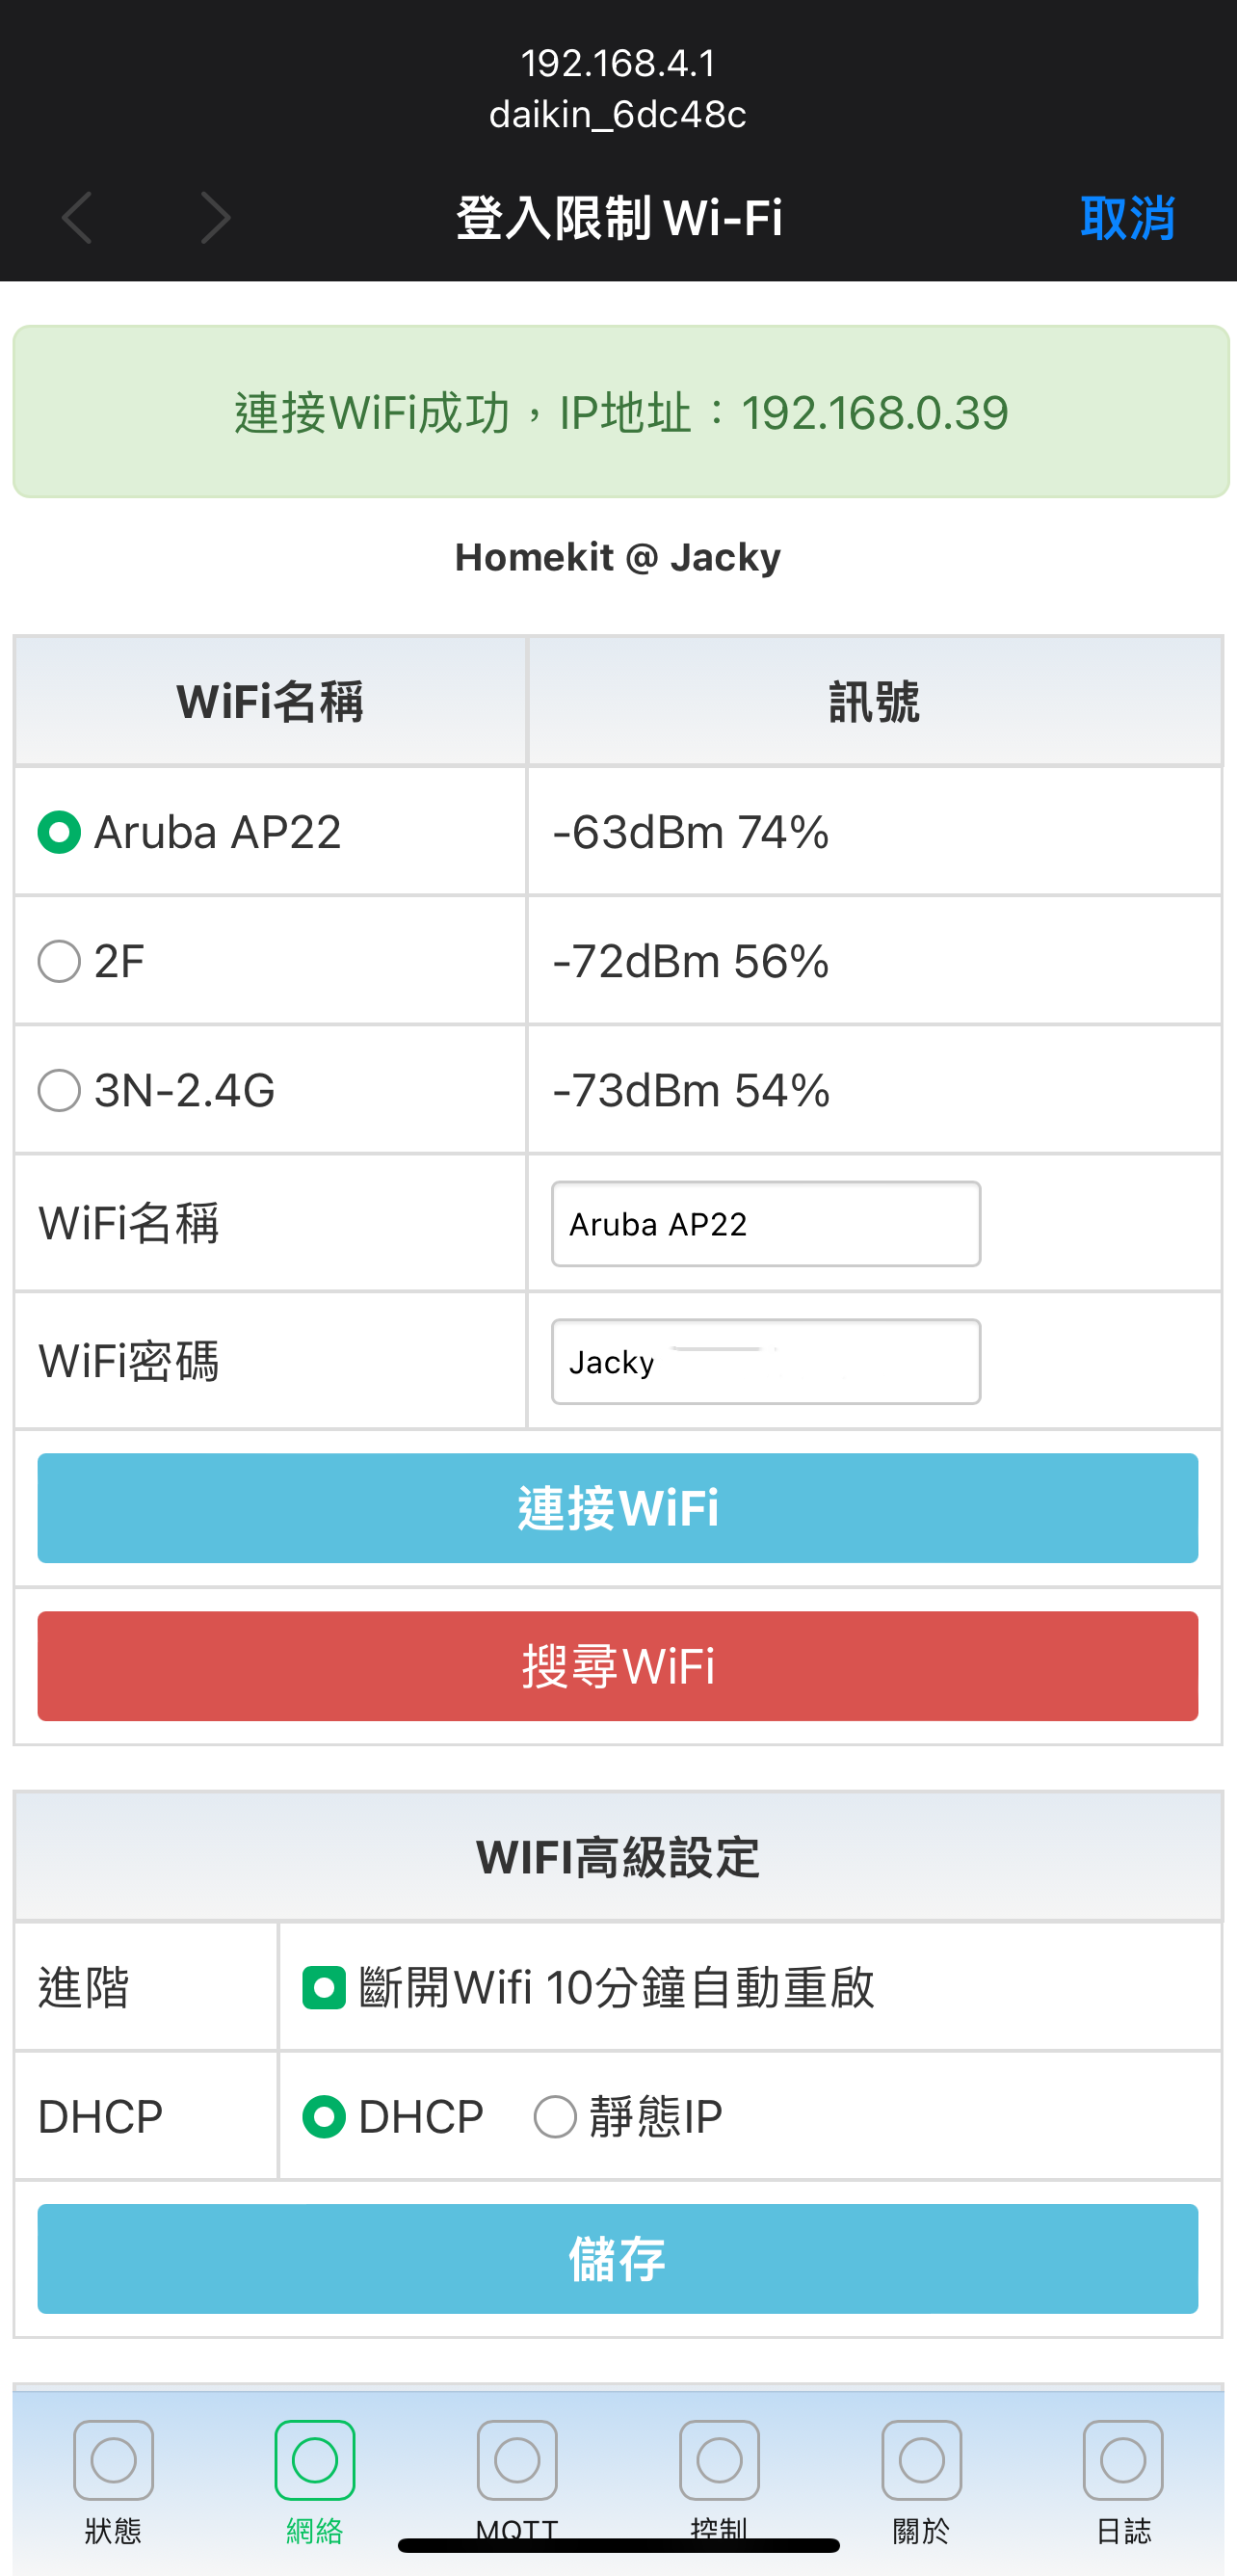 192.168.4.1
daikin_6dc48c
登入限制 Wi-Fi
取消
連接WiFi成功，IP地址：192.168.0.39
Homekit @ Jacky
WiFi名稱 訊號
Aruba AP22 -63dBm 74%
2F -72dBm 56%
3N-2.4G -73dBm 54%
WiFi名稱 Aruba AP22
WiFi密碼 Jacky
連接WiFi
搜尋WiFi
WIFI高級設定
進階 斷開Wifi 10分鐘自動重啟
DHCP DHCP 靜態IP
儲存
狀態 網絡 MQTT 控制 關於 日誌